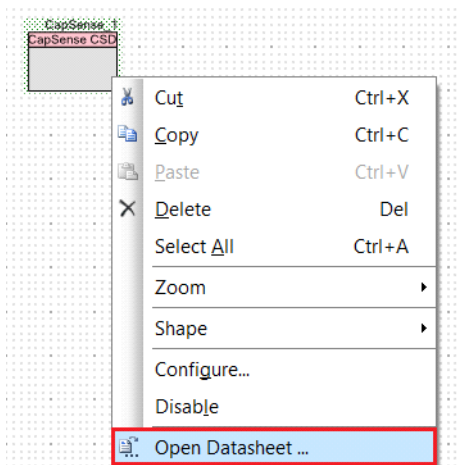 CapSense_1
CapSense CSD
Cut Ctrl+X
Copy Ctrl+C
Paste Ctrl+V
Delete Del
Select All Ctrl+A
Zoom
Shape
Configure...
Disable
Open Datasheet ...